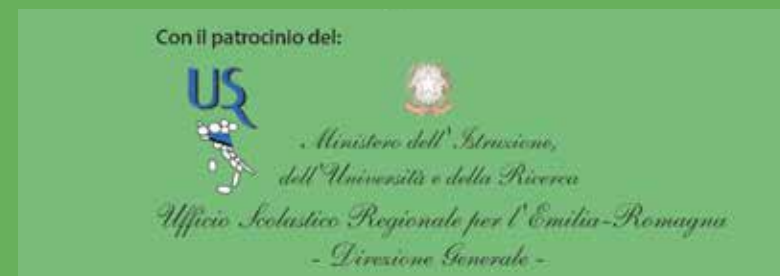 Con il patrocinio del:
USR
Ministero dell' Istruzione,
dell'Università e della Ricerca
Ufficio Scolastico Regionale per l' Emilia-Romagna
- Direzione Generale -